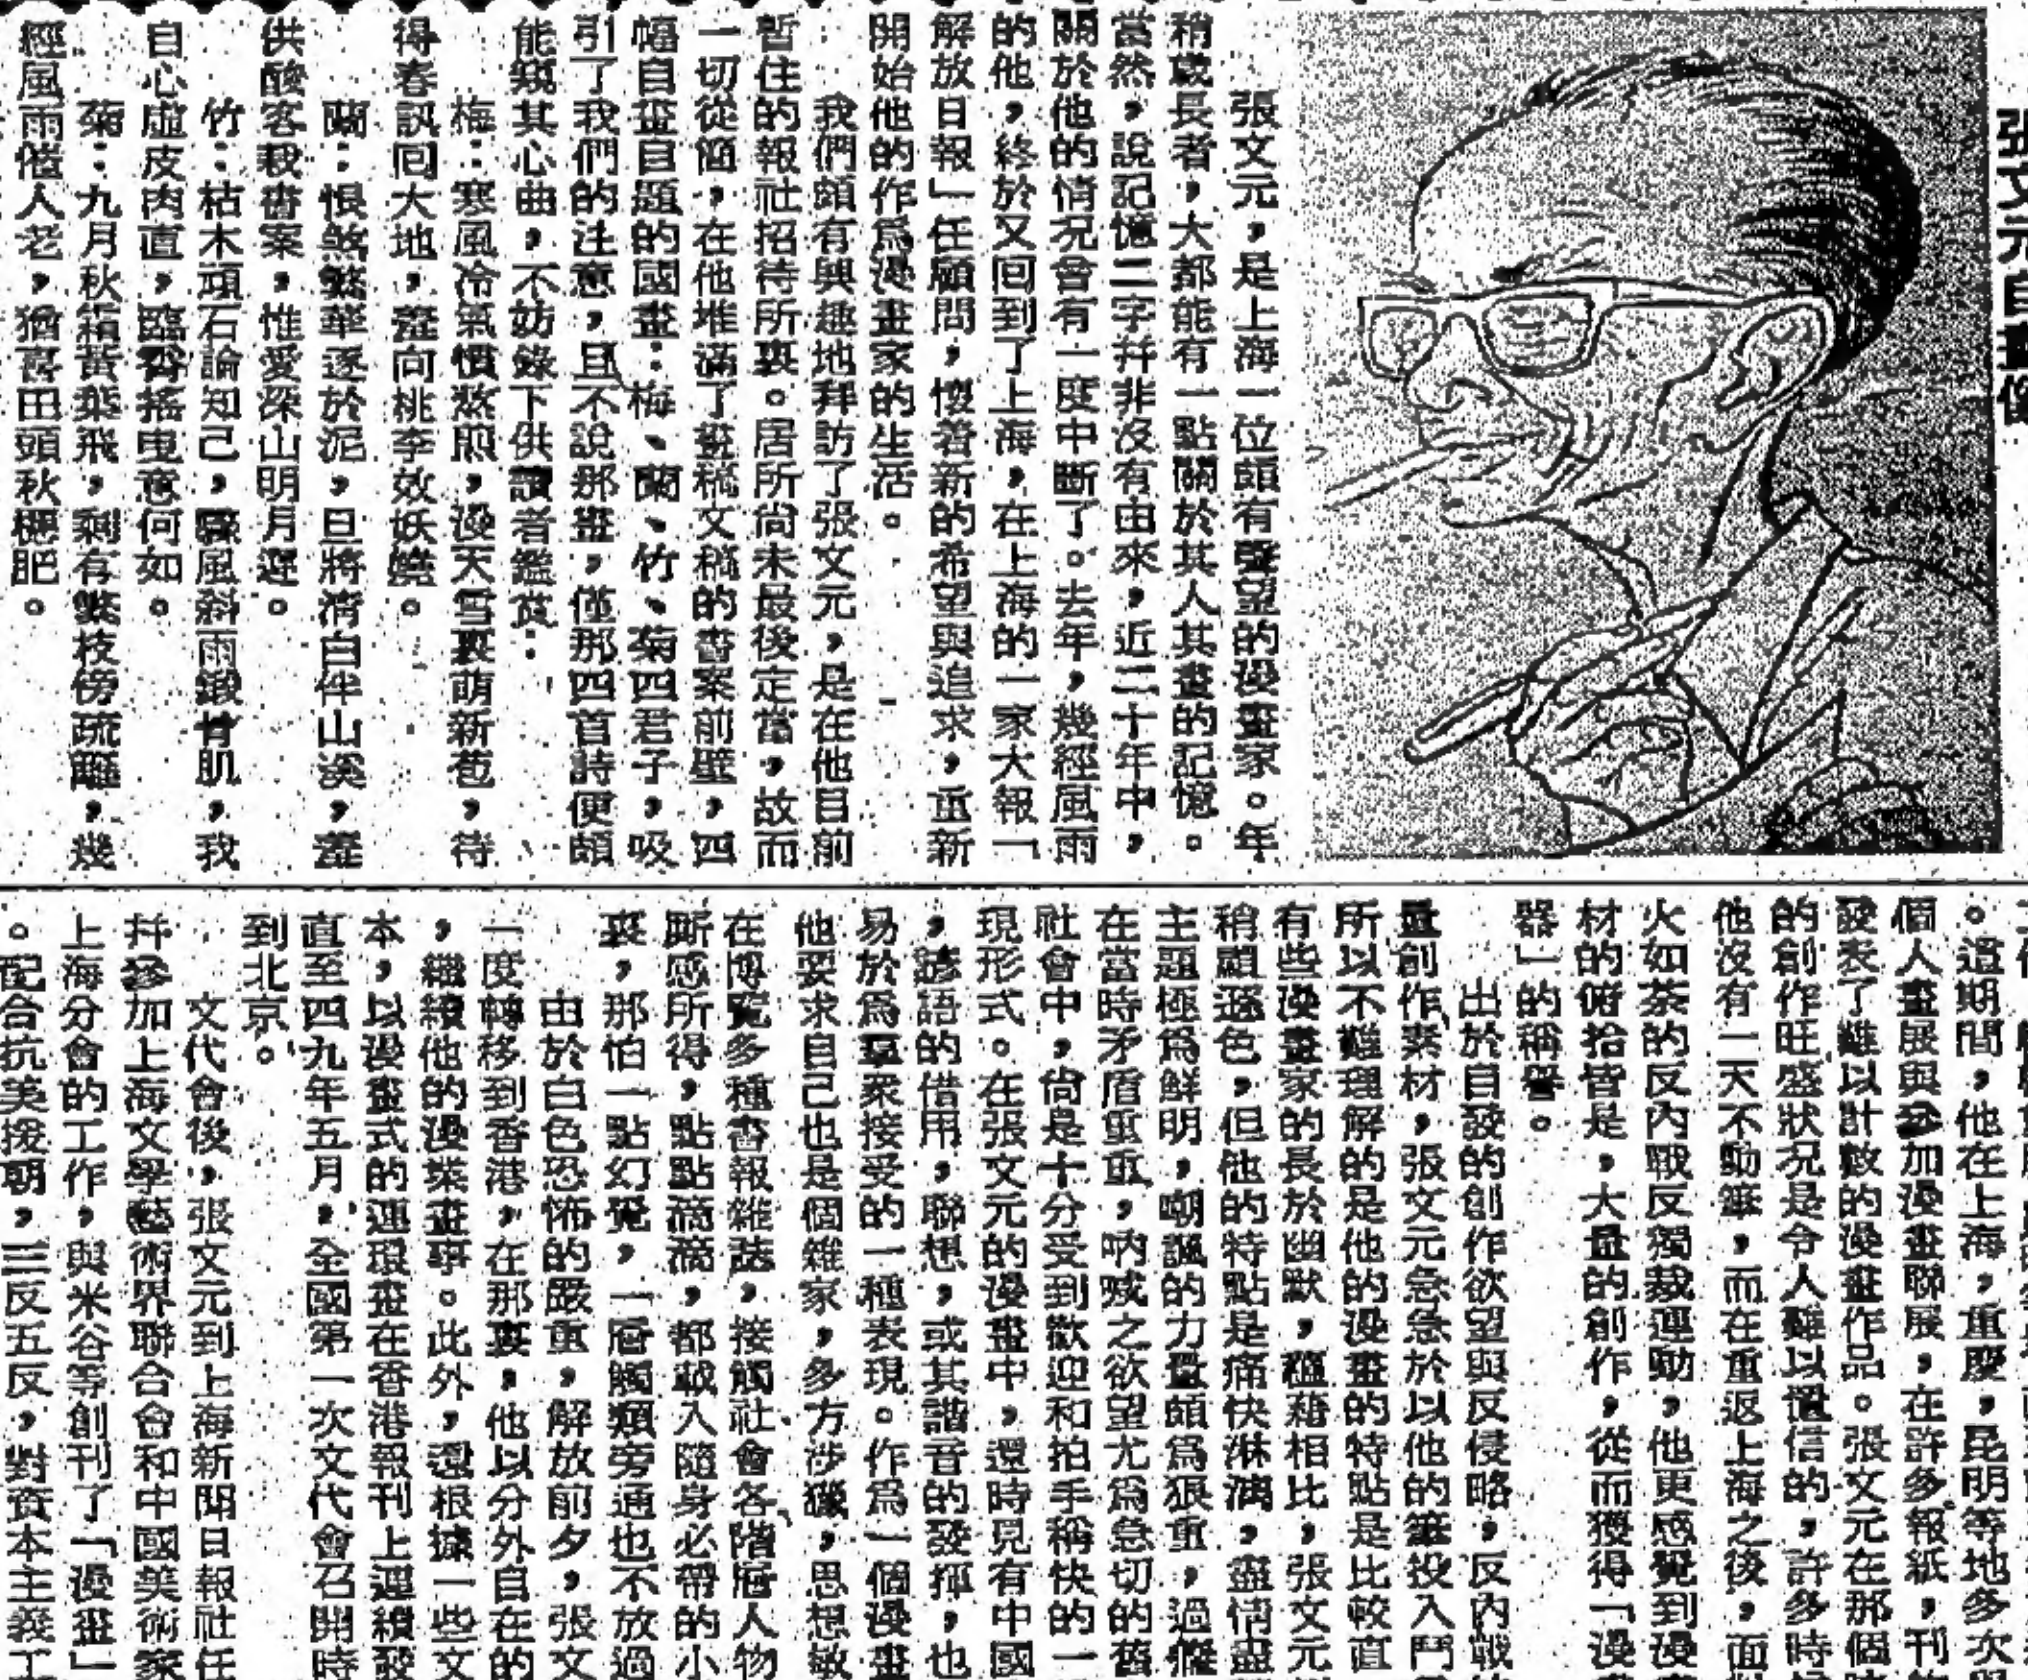 張文元自畫像
張文元，是上海一位頗有聲望的漫畫家。年
稍歲長者，大都能有一點關於其人其畫的記憶。
當然，說記憶二字幷非沒有由來，近二十年中，
關於他的情況曾有一度中斷了。去年，幾經風雨
的他，終於又回到了上海，在上海的一家大報「
解放日報」任顧問，懷着新的希望與追求，重新
開始他的作爲漫畫家的生活。
我們頗有興趣地拜訪了張文元，是在他目前
暫住的報社招待所裏。居所尚未最後定當，故而
一切從簡，在他堆滿了畫稿文稿的書案前壁，四
幅自畫自題的國畫：梅、蘭、竹、菊四君子，吸
引了我們的注意，且不說那畫，僅那四首詩便頗
能窺其心曲，不妨錄下供讀者鑑赏：
梅：寒風冷氣慣熬煎，漫天雪裏萌新苞，待
得春訊囘大地，羞向桃李效妖嬈。
蘭：恨煞繁華逐於泥，旦將清白伴山溪，羞
供酸客裁書案，惟愛深山明月遲。
竹：枯木頑石論知己，驟風斜雨鍛骨肌，我
自心虛皮肉直，臨窗搖曳意何如。
菊：九月秋霜黃葉飛，剩有繁枝傍疏籬，幾
經風雨催人老，猶喜田頭秋穗肥。
。這期間，他在上海，重慶，昆明等地多次
個人畫展與參加漫畫聯展，在許多報紙，刊
發表了難以計數的漫畫作品。張文元在那個
的創作旺盛狀况是令人難以置信的，許多時
他沒有一天不動筆，而在重返上海之後，面
火如荼的反內戰反獨裁運動，他更感覺到漫
材的俯拾皆是，大量的創作，從而獲得「漫
器」的稱譽。
出於自發的創作欲望與反侵略，反內戰
量創作素材，張文元急急於以他的筆投入鬥
所以不難理解的是他的漫畫的特點是比較直
有些漫畫家的長於幽默，蘊藉相比，張文元
稍顯遜色，但他的特點是痛快淋漓，盡情盡
主題極爲鮮明，嘲諷的力量頗爲狠重，過癮
在當時矛盾重重，吶喊之欲望尤爲急切的舊
社會中，尚是十分受到歡迎和拍手稱快的一
現形式。在張文元的漫畫中，還時見有中國
，諺語的借用，聯想，或其諧音的發揮，也
易於爲羣衆接受的一種表現。作爲一個漫畫
他要求自己也是個雜家，多方涉獵，思想敏
在博覽多種書報雜誌，接觸社會各階層人物
斷感所得，點點滴滴，都載入隨身必帶的小
裏，那怕一點幻覺，一層觸類旁通也不放過
由於白色恐怖的嚴重，解放前夕，張文
一度轉移到香港，在那裏，他以分外自在的
，繼續他的漫業畫事。此外，還根據一些文
本，以漫畫式的連環畫在香港報刊上連續發
直至四九年五月，全國第一次文代會召開時
到北京。
文代會後，張文元到上海新聞日報社任
幷參加上海文學藝術界聯合會和中國美術家
上海分會的工作，與米谷等創刊了「漫畫」
。配合抗美援朝，三反五反，對資本主義工